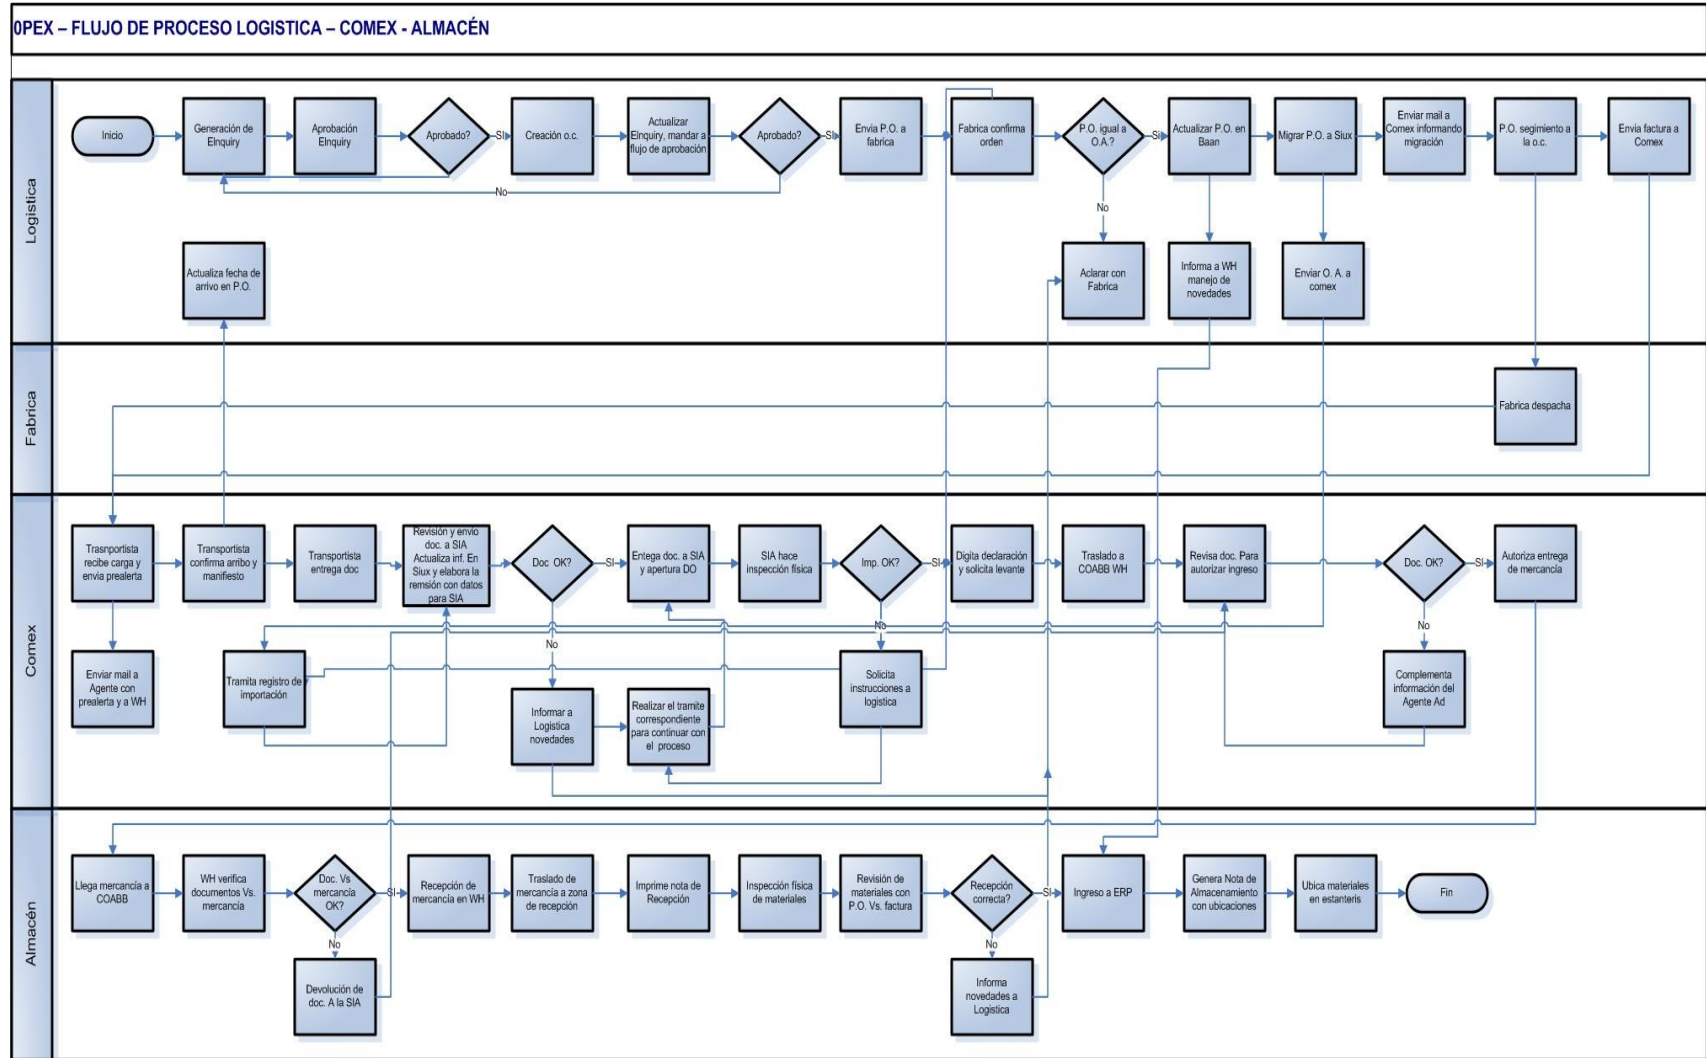 0PEX – FLUJO DE PROCESO LOGISTICA – COMEX - ALMACÉN
Logistica
Inicio
Generación de
EInquiry
Aprobación
EInquiry
Aprobado?
SI
Creación o.c.
Actualizar
EInquiry, mandar a
flujo de aprobación
Aprobado?
SI
Envia P.O. a
fabrica
Fabrica confirma
orden
P.O. igual a
O.A.?
Si
Actualizar P.O. en
Baan
Migrar P.O. a Siux
Enviar mail a
Comex informando
migración
P.O. segimiento a
la o.c.
Envia factura a
Comex
No
No
Actualiza fecha de
arrivo en P.O.
Aclarar con
Fabrica
Informa a WH
manejo de
novedades
Enviar O. A. a
comex
Fabrica
Fabrica despacha
Comex
Trasnportista
recibe carga y
envia prealerta
Transportista
confirma arribo y
manifiesto
Transportista
entrega doc
Revisión y envío
doc. a SIA
Actualiza inf. En
Siux y elabora la
remsión con datos
para SIA
Doc OK?
SI
Entega doc. a SIA
y apertura DO
SIA hace
inspección física
Imp. OK?
SI
Digita declaración
y solicita levante
Traslado a
COABB WH
Revisa doc. Para
autorizar ingreso
Doc. OK?
SI
Autoriza entrega
de mercancía
No
No
No
Enviar mail a
Agente con
prealerta y a WH
Tramita registro de
importación
Informar a
Logistica
novedades
Realizar el tramite
correspondiente
para continuar con
el proceso
Solicita
instrucciones a
logistica
Complementa
información del
Agente Ad
Almacén
Llega mercancía a
COABB
WH verifica
documentos Vs.
mercancía
Doc. Vs
mercancía
OK?
SI
Recepción de
mercancía en WH
Traslado de
mercancía a zona
de recepción
Imprime nota de
Recepción
Inspección física
de materiales
Revisión de
materiales con
P.O. Vs. factura
Recepción
correcta?
SI
Ingreso a ERP
Genera Nota de
Almacenamiento
con ubicaciones
Ubica materiales
en estanteris
Fin
No
No
Devolución de
doc. A la SIA
Informa
novedades a
Logistica